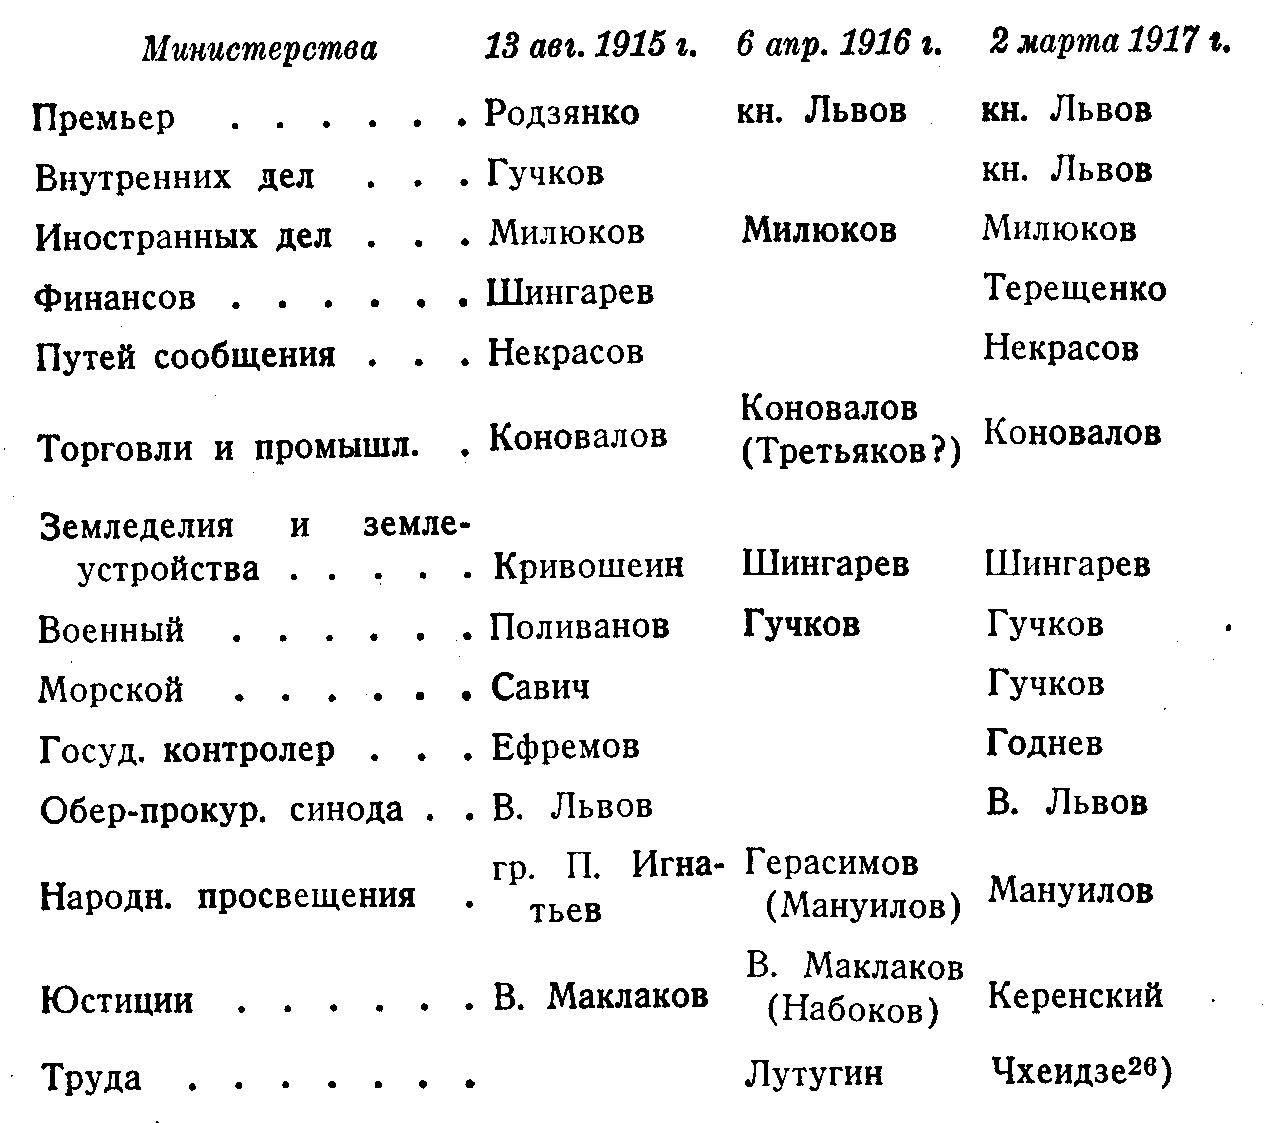 Министерства 13 авг. 1915 г. 6 апр. 1916 г. 2 марта 1917 г.
Премьер . . . . . . Родзянко кн. Львов кн. Львов
Внутренних дел . . . Гучков кн. Львов
Иностранных дел . . . Милюков Милюков Милюков
Финансов . . . . . . Шингарев Терещенко
Путей сообщения . . . Некрасов Некрасов
Торговли и промышл. . Коновалов Коновалов Коновалов
(Третьяков?)
Земледелия и земле-
устройства . . . . . Кривошеин Шингарев Шингарев
Военный . . . . . . Поливанов Гучков Гучков
Морской . . . . . . Савич Гучков
Госуд. контролер . . . Ефремов Годнев
Обер-прокур. синода . . В. Львов В. Львов
гр. П. Игна- Герасимов
Народн. просвещения . тьев (Мануилов) Мануилов
В. Маклаков
Юстиции . . . . . . В. Маклаков (Набоков) Керенский
Труда . . . . . . . Лутугин Чхеидзе²⁶)